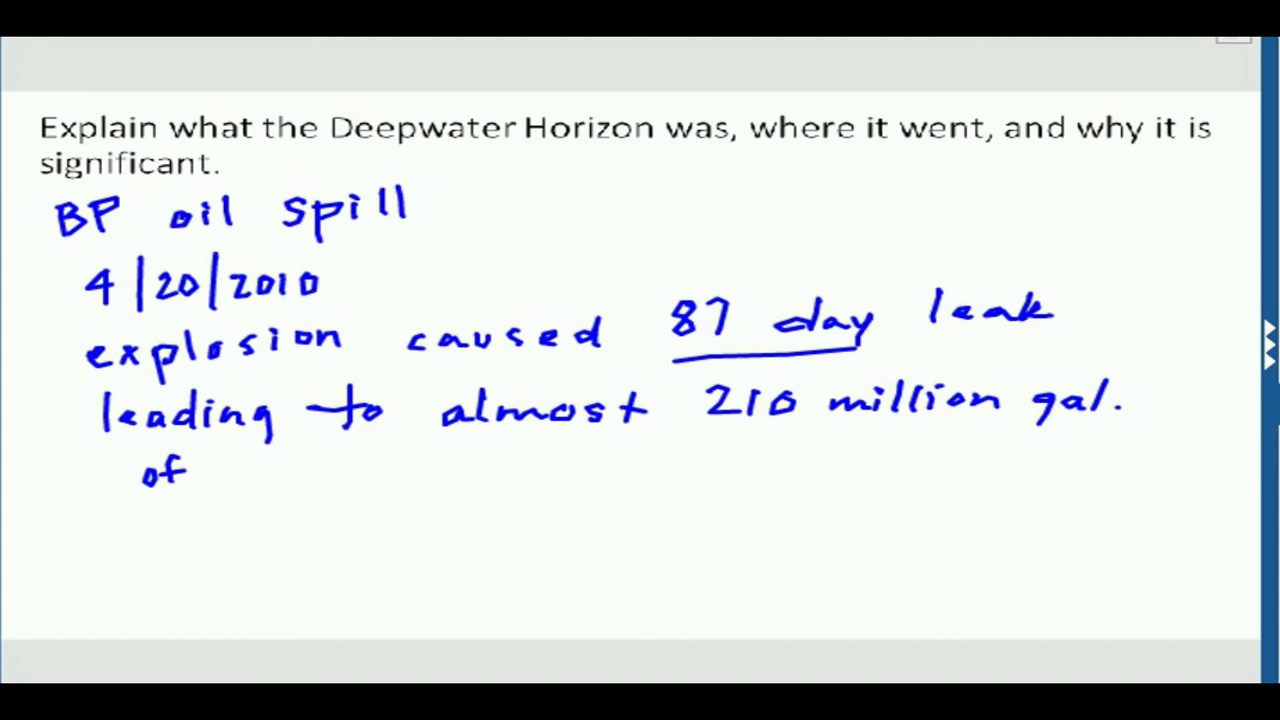 Explain what the Deepwater Horizon was, where it went, and why it is
significant.
BP oil spill
4/20/2010
explosion caused 87 day leak
leading to almost 210 million gal.
of